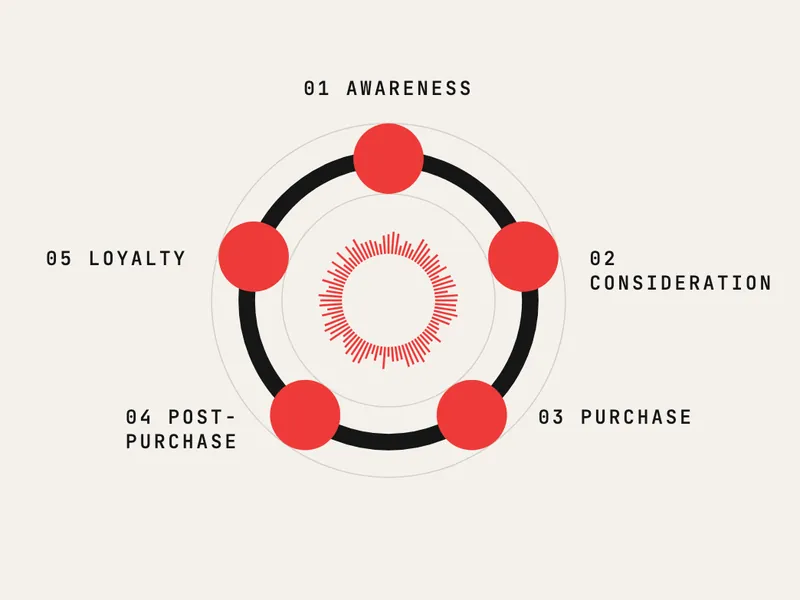 01 AWARENESS
02
CONSIDERATION
03 PURCHASE
04 POST-
PURCHASE
05 LOYALTY